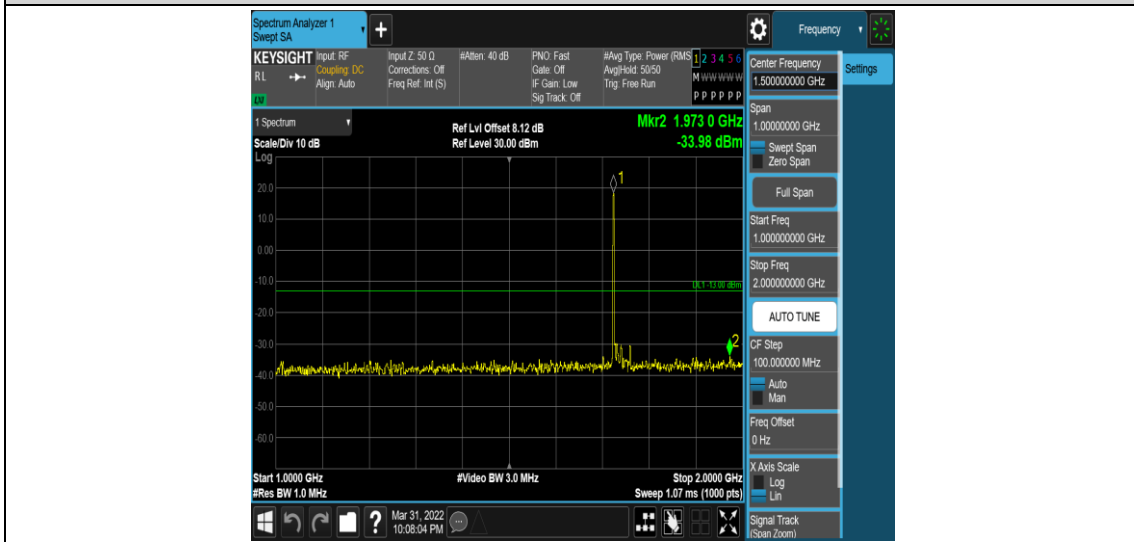 Spectrum Analyzer 1
Swept SA
+
Frequency
KEYSIGHT
RL
Input: RF
Coupling: DC
Align: Auto
Input Z: 50 Ω
Corrections: Off
Freq Ref: Int (S)
#Atten: 40 dB
PNO: Fast
Gate: Off
IF Gain: Low
Sig Track: Off
#Avg Type: Power (RMS
Avg|Hold: 50/50
Trig: Free Run
1 2 3 4 5 6
M W W W W W
P P P P P P
1 Spectrum
Scale/Div 10 dB
Log
Ref Lvl Offset 8.12 dB
Ref Level 30.00 dBm
Mkr2 1.973 0 GHz
-33.98 dBm
20.0
10.0
0.00
-10.0
-20.0
-30.0
-40.0
-50.0
-60.0
1
DL1 -13.00 dBm
2
Start 1.0000 GHz
#Res BW 1.0 MHz
#Video BW 3.0 MHz
Stop 2.0000 GHz
Sweep 1.07 ms (1000 pts)
Mar 31, 2022
10:08:04 PM
Center Frequency
1.500000000 GHz
Settings
Span
1.00000000 GHz
Swept Span
Zero Span
Full Span
Start Freq
1.000000000 GHz
Stop Freq
2.000000000 GHz
AUTO TUNE
CF Step
100.000000 MHz
Auto
Man
Freq Offset
0 Hz
X Axis Scale
Log
Lin
Signal Track
(Span Zoom)